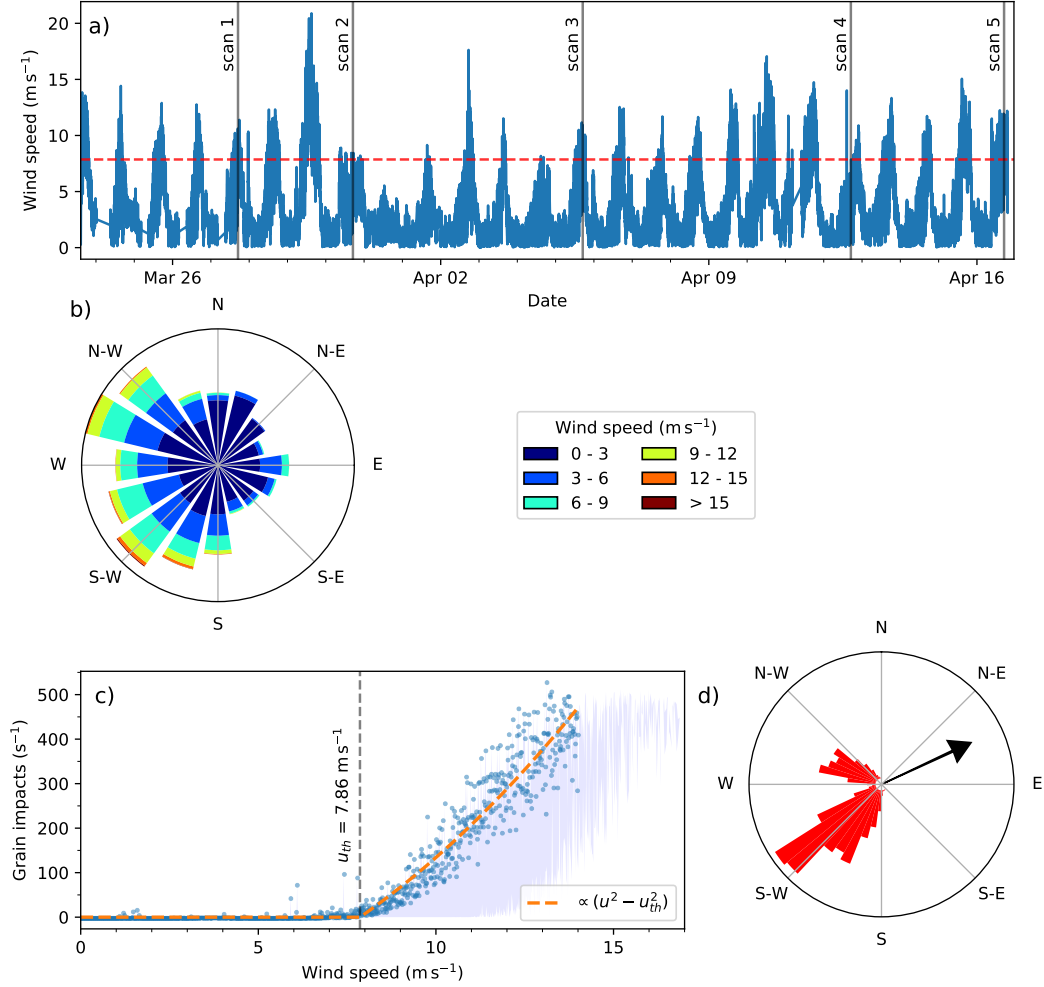 a)
Wind speed (m s⁻¹)
20
15
10
5
0
scan 1
scan 2
scan 3
scan 4
scan 5
Mar 26
Apr 02
Apr 09
Apr 16
Date
b)
N
N-E
E
S-E
S
S-W
W
N-W
Wind speed (m s⁻¹)
0 - 3
3 - 6
6 - 9
9 - 12
12 - 15
> 15
c)
Grain impacts (s⁻¹)
500
400
300
200
100
0
u_th = 7.86 m s⁻¹
∝ (u² − u²_th)
0
5
10
15
Wind speed (m s⁻¹)
d)
N
N-E
E
S-E
S
S-W
W
N-W